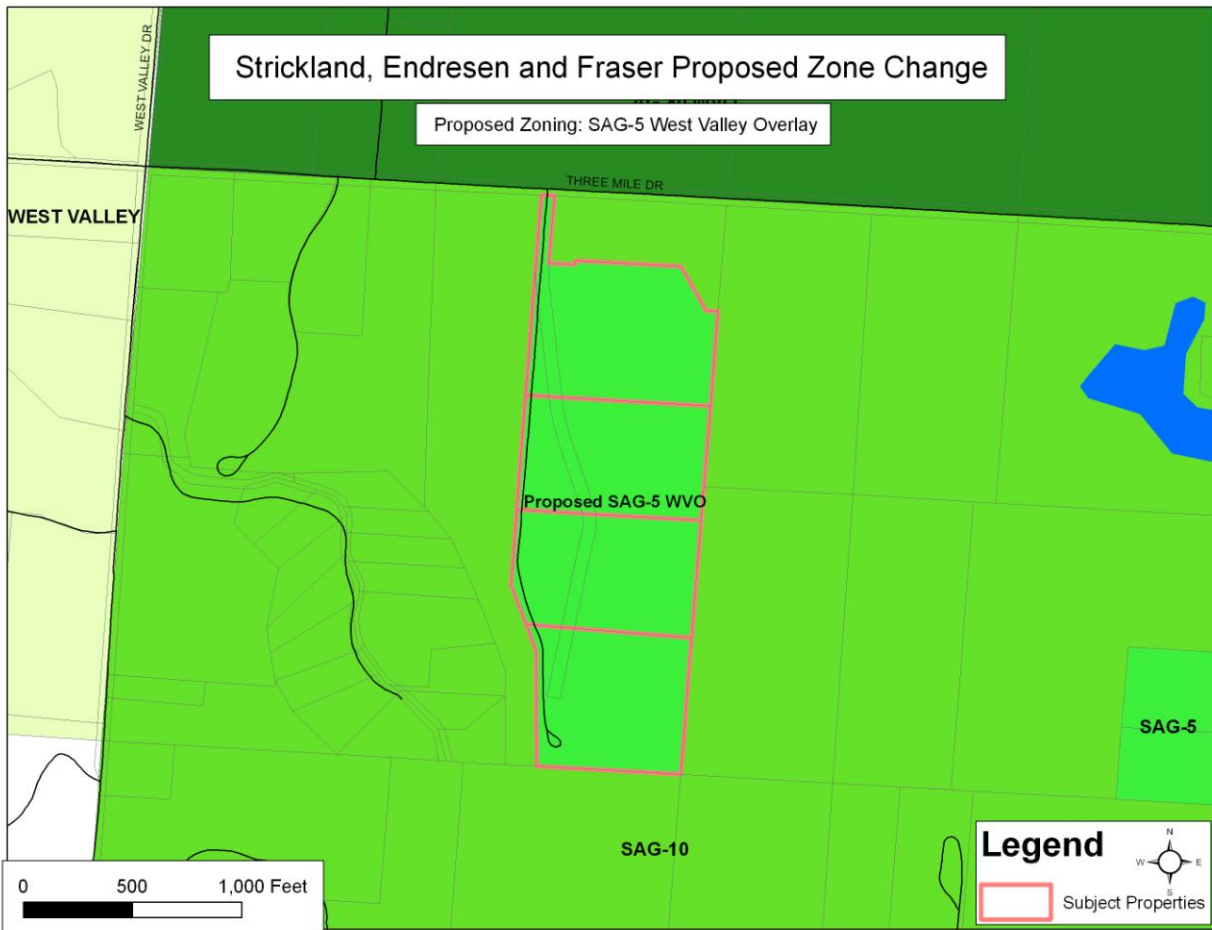 WEST VALLEY DR
Strickland, Endresen and Fraser Proposed Zone Change
Proposed Zoning: SAG-5 West Valley Overlay
THREE MILE DR
WEST VALLEY
Proposed SAG-5 WVO
SAG-5
SAG-10
Legend
N
W E
S
Subject Properties
0 500 1,000 Feet